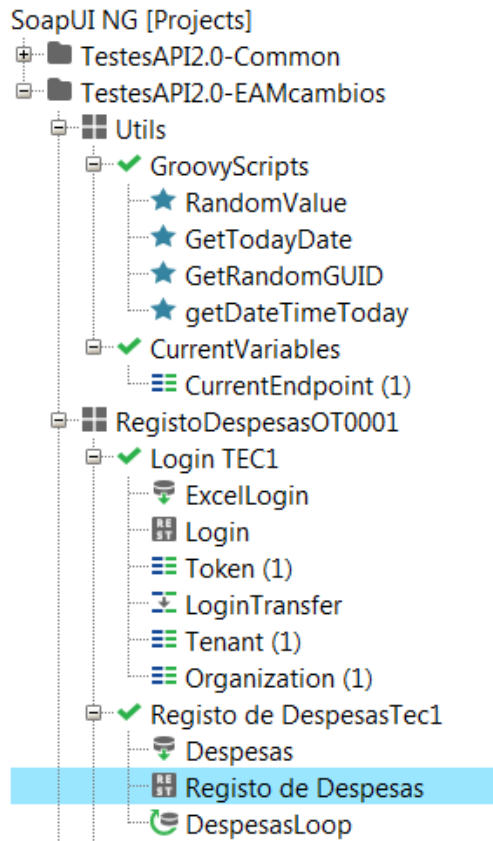 SoapUI NG [Projects]
TestesAPI2.0-Common
TestesAPI2.0-EAMcambios
Utils
GroovyScripts
RandomValue
GetTodayDate
GetRandomGUID
getDateTimeToday
CurrentVariables
CurrentEndpoint (1)
RegistoDespesasOT0001
Login TEC1
ExcelLogin
REST Login
Token (1)
LoginTransfer
Tenant (1)
Organization (1)
Registo de DespesasTec1
Despesas
REST Registo de Despesas
DespesasLoop